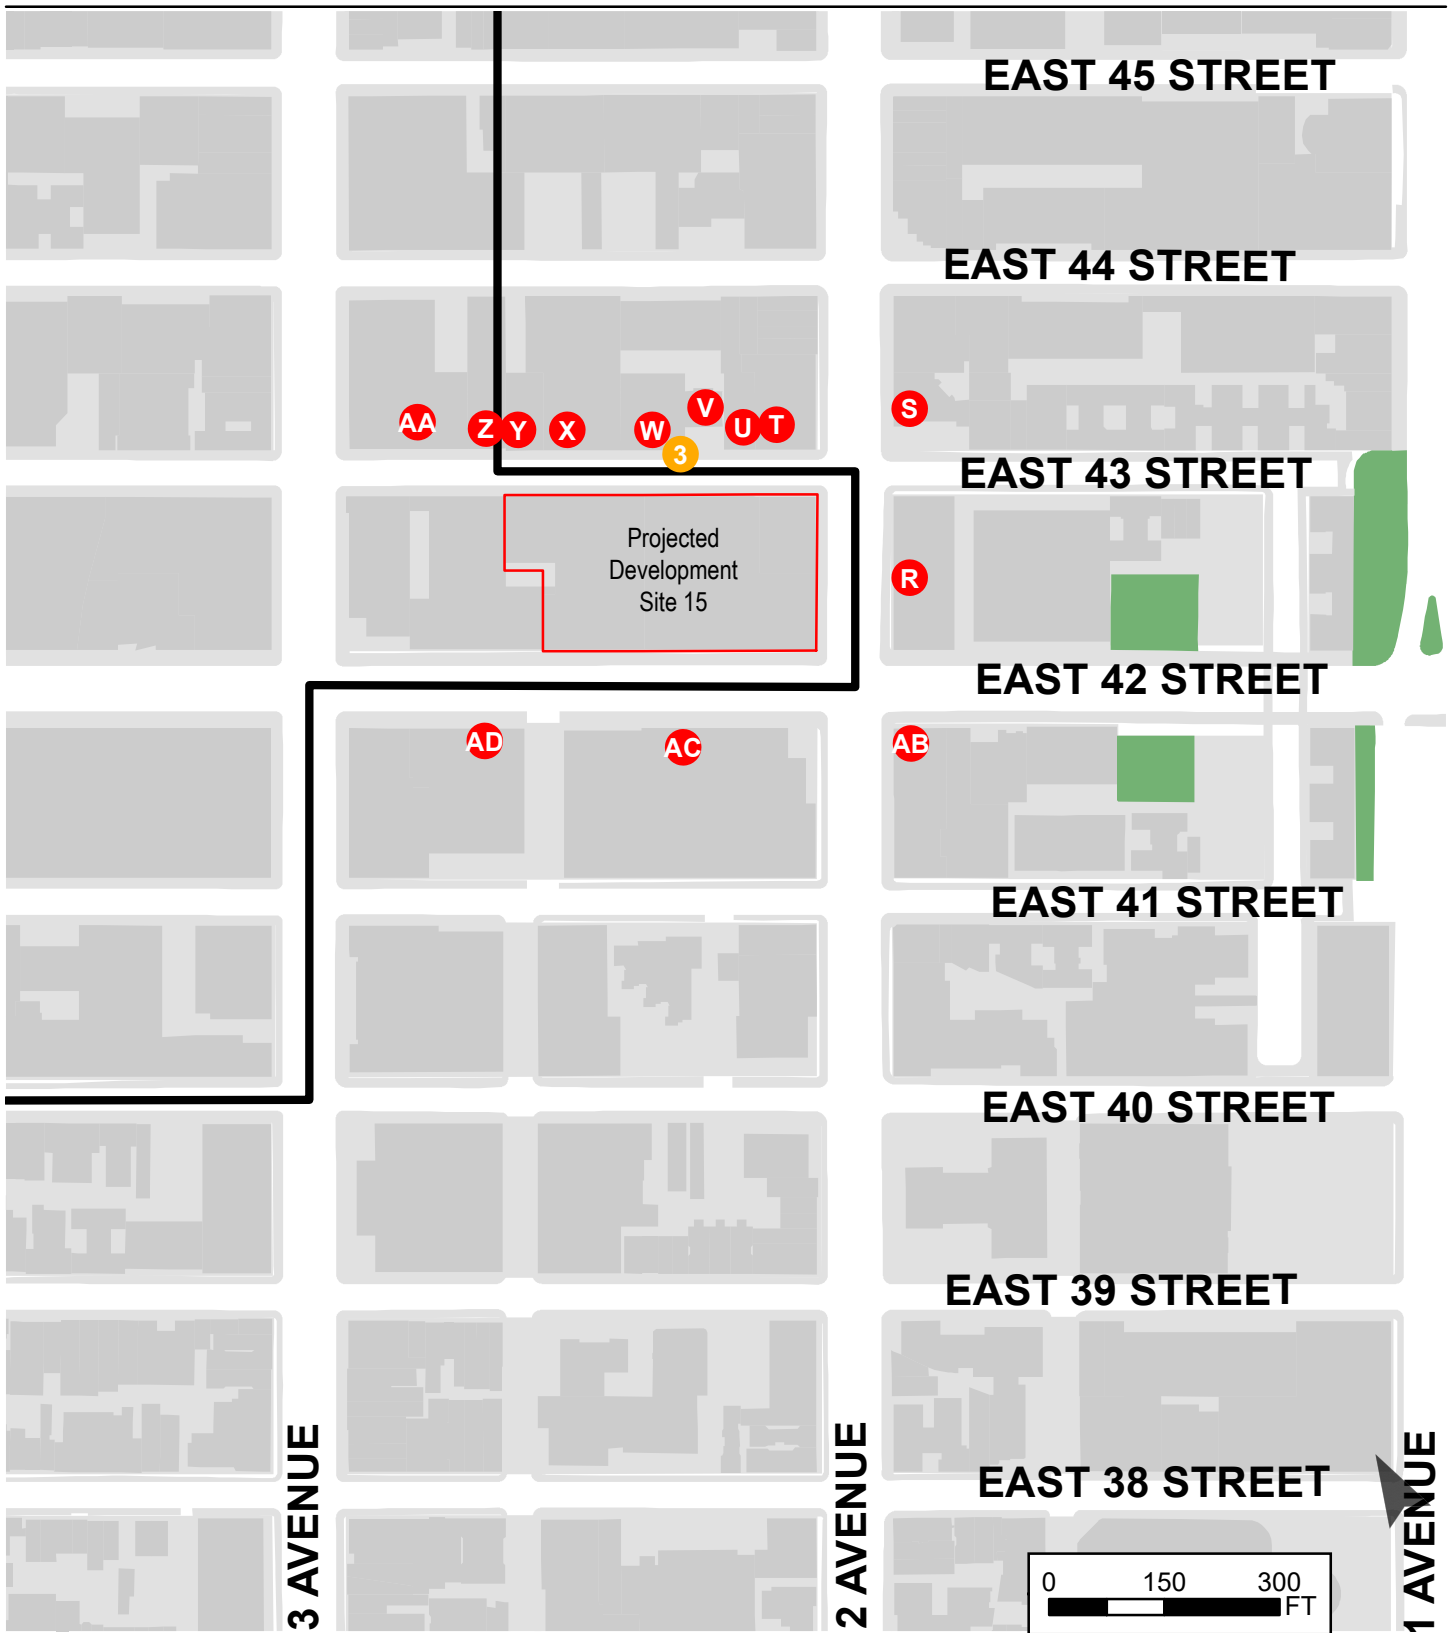 EAST 45 STREET
EAST 44 STREET
AA
Z
Y
X
W
V
U
T
S
3
EAST 43 STREET
Projected
Development
Site 15
R
EAST 42 STREET
AD
AC
AB
EAST 41 STREET
EAST 40 STREET
EAST 39 STREET
EAST 38 STREET
3 AVENUE
2 AVENUE
1 AVENUE
0 150 300
FT